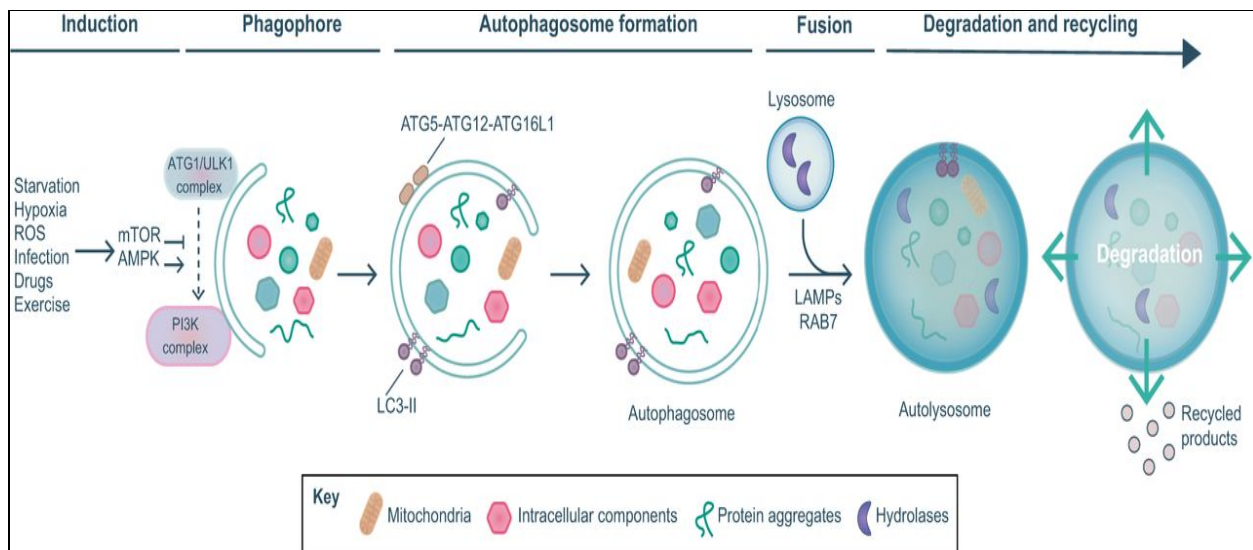 Induction
Phagophore
Autophagosome formation
Fusion
Degradation and recycling
Starvation
Hypoxia
ROS
Infection
Drugs
Exercise
mTOR
AMPK
ATG1/ULK1
complex
PI3K
complex
ATG5-ATG12-ATG16L1
LC3-II
Autophagosome
Lysosome
LAMPs
RAB7
Autolysosome
Degradation
Recycled
products
Key
Mitochondria
Intracellular components
Protein aggregates
Hydrolases